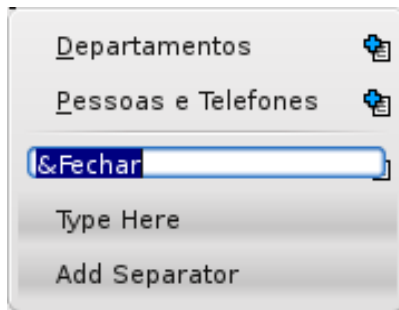 Departamentos
Pessoas e Telefones
&Fechar
Type Here
Add Separator